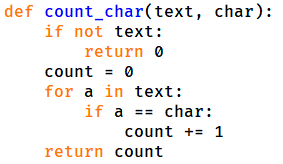 def count_char(text, char):
    if not text:
        return 0
    count = 0
    for a in text:
        if a == char:
            count += 1
    return count